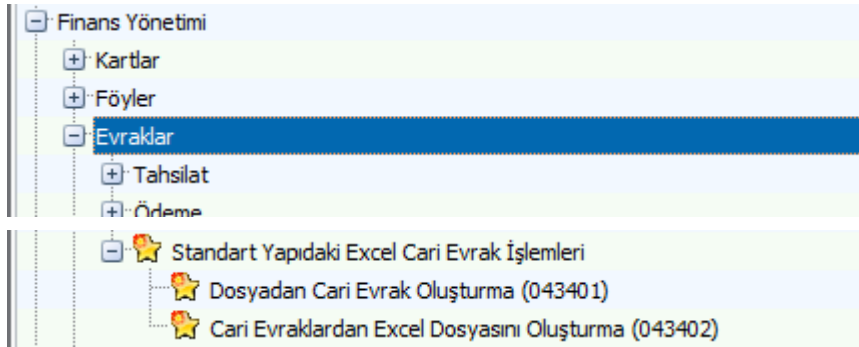 Finans Yönetimi
Kartlar
Föyler
Evraklar
Tahsilat
Ödeme
Standart Yapıdaki Excel Cari Evrak İşlemleri
Dosyadan Cari Evrak Oluşturma (043401)
Cari Evraklardan Excel Dosyasını Oluşturma (043402)